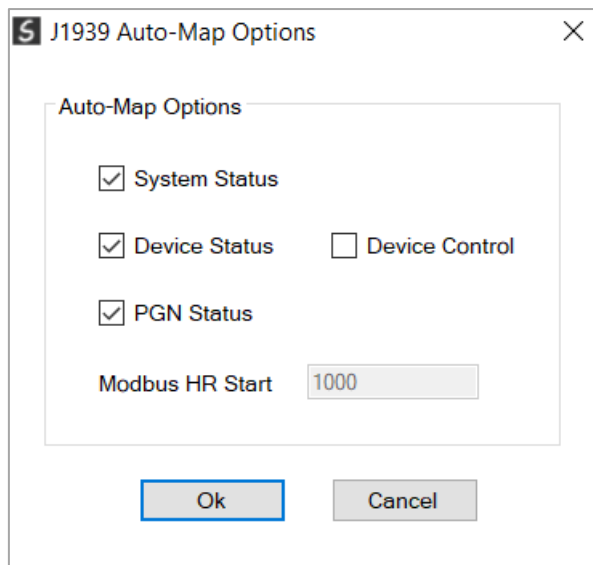 S J1939 Auto-Map Options
Auto-Map Options
System Status
Device Status Device Control
PGN Status
Modbus HR Start 1000
Ok Cancel